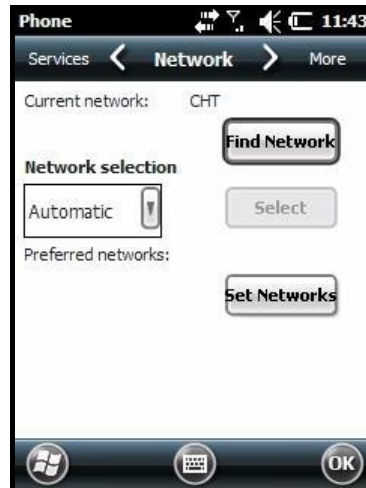 Phone 11:43
Services Network More
Current network: CHT
Find Network
Network selection
Automatic Select
Preferred networks:
Set Networks
OK